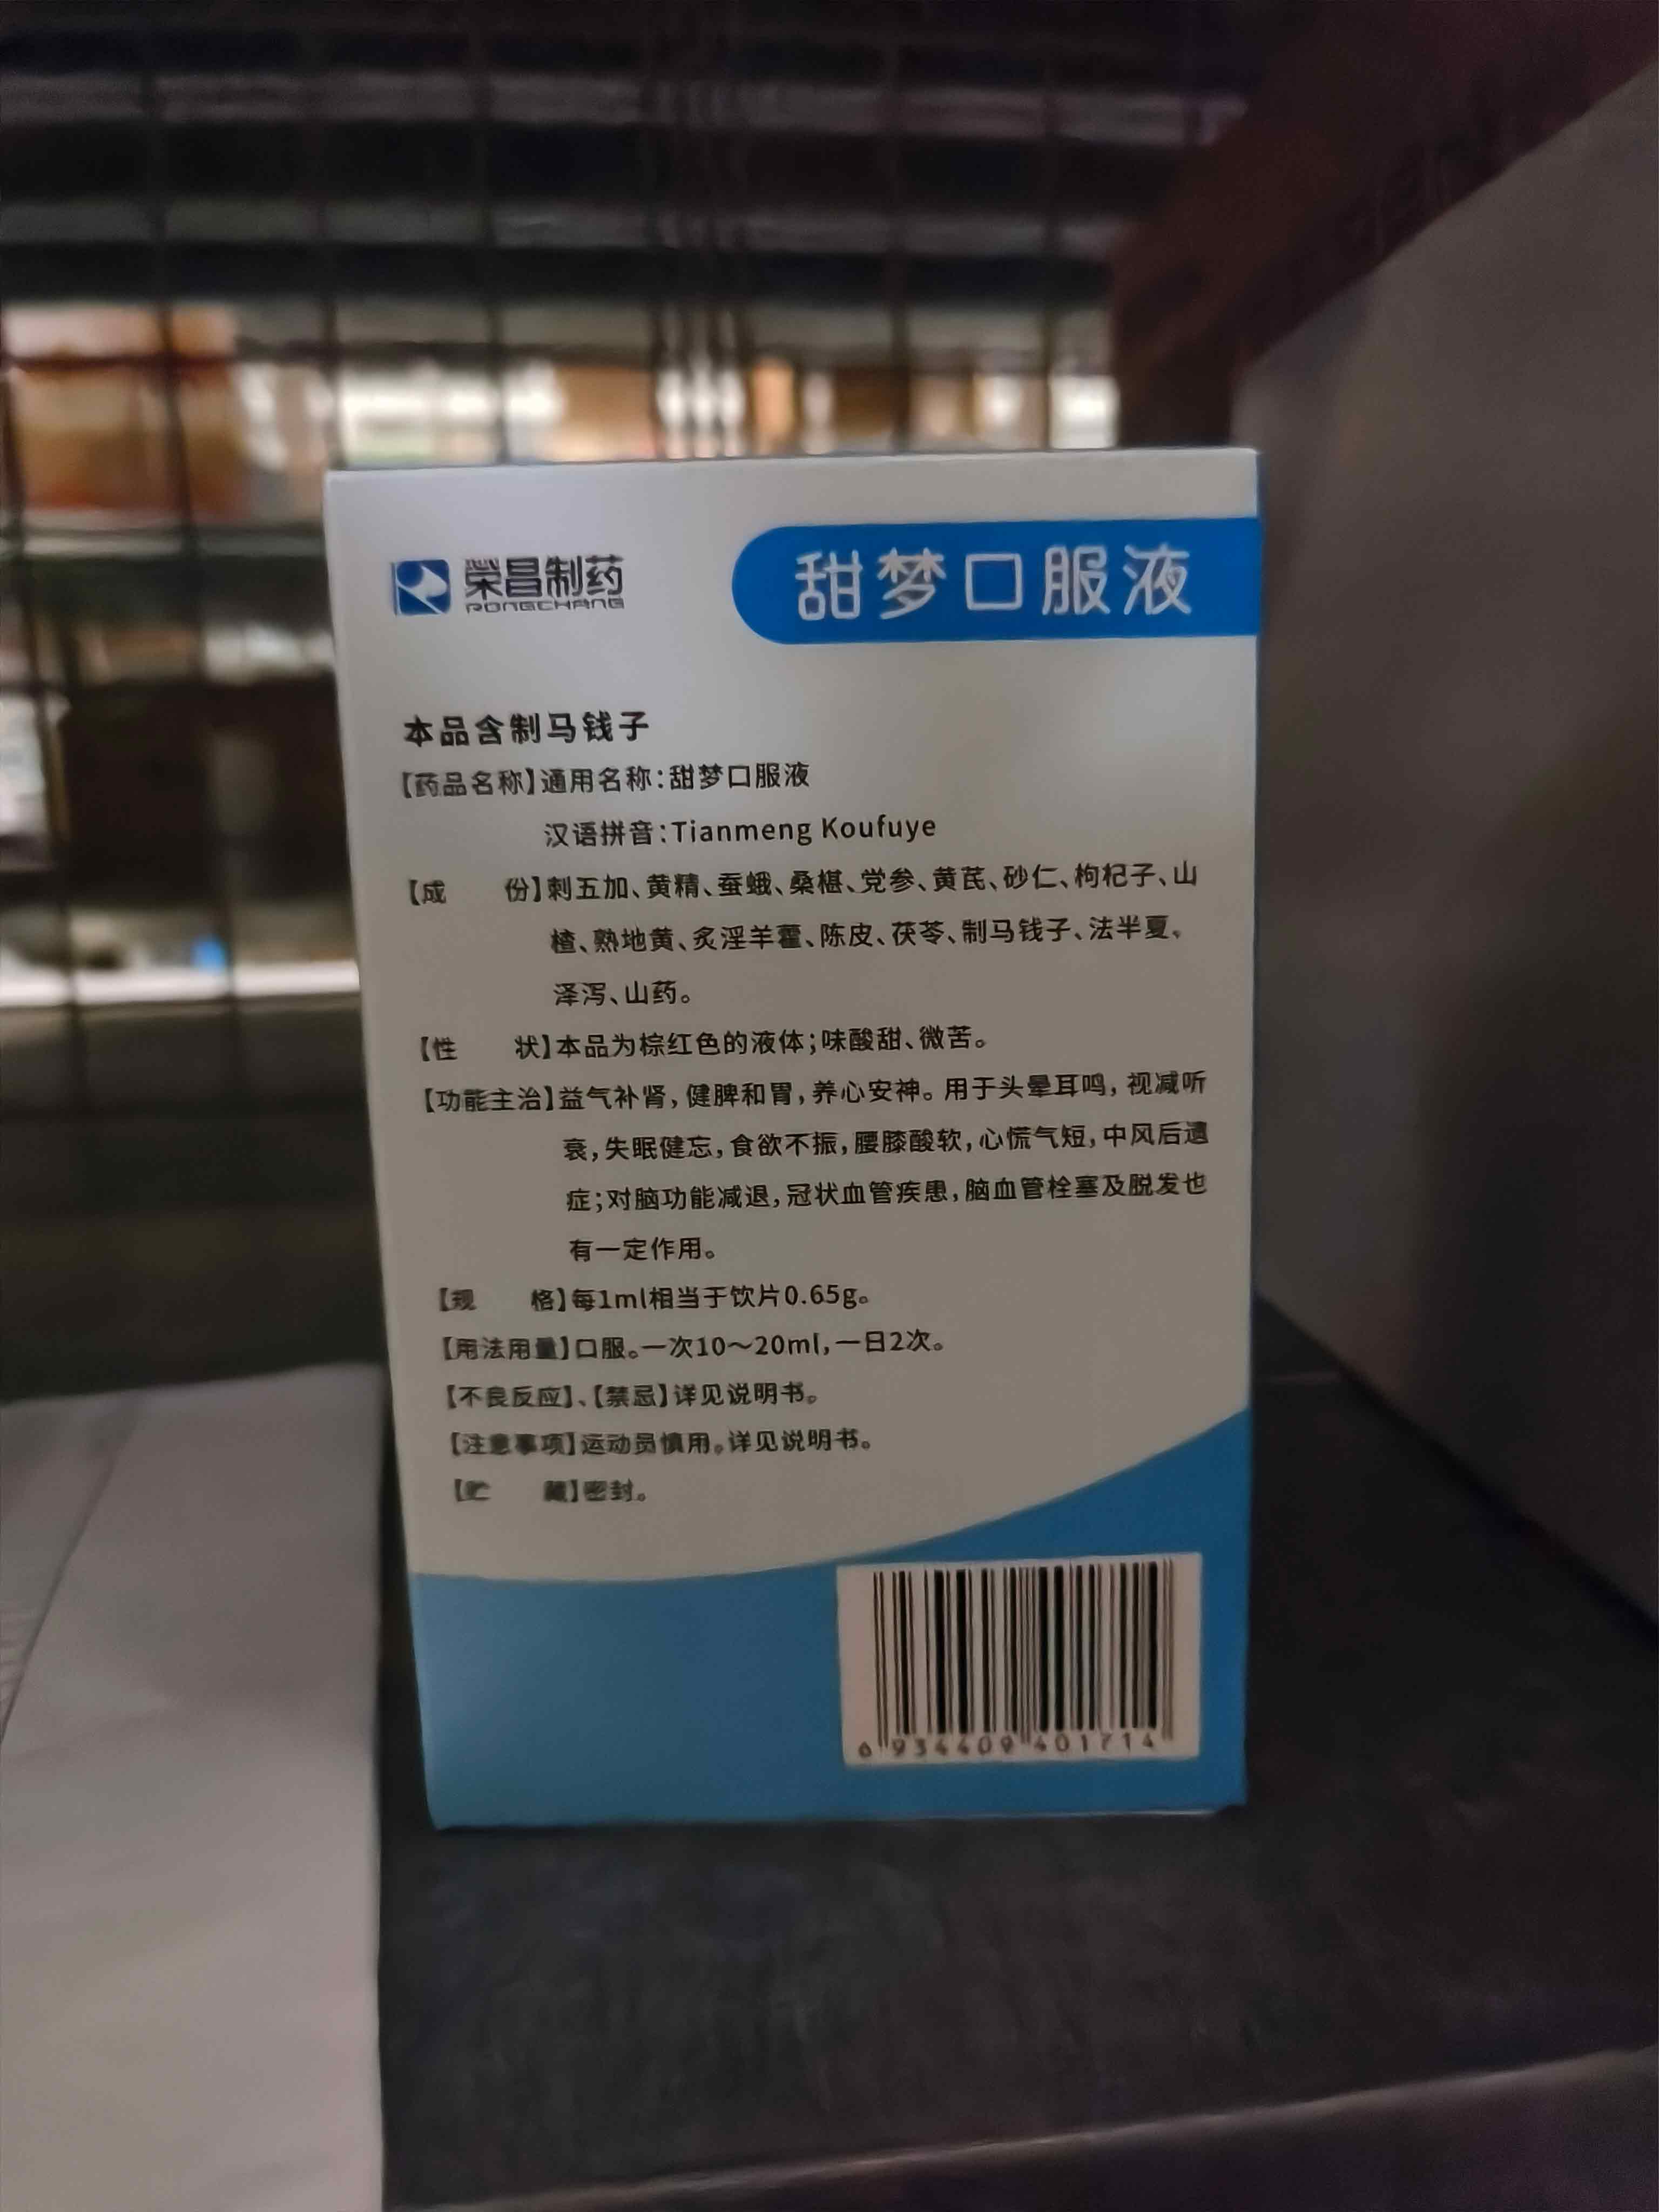 榮昌制药
RONGCHANG
甜梦口服液
本品含制马钱子
【药品名称】通用名称:甜梦口服液
汉语拼音:Tianmeng Koufuye
【成 份】刺五加、黄精、蚕蛾、桑椹、党参、黄芪、砂仁、枸杞子、山
楂、熟地黄、炙淫羊藿、陈皮、茯苓、制马钱子、法半夏、
泽泻、山药。
【性 状】本品为棕红色的液体;味酸甜、微苦。
【功能主治】益气补肾,健脾和胃,养心安神。用于头晕耳鸣,视减听
衰,失眠健忘,食欲不振,腰膝酸软,心慌气短,中风后遗
症;对脑功能减退,冠状血管疾患,脑血管栓塞及脱发也
有一定作用。
【规 格】每1ml相当于饮片0.65g。
【用法用量】口服。一次10～20ml,一日2次。
【不良反应】、【禁忌】详见说明书。
【注意事项】运动员慎用。详见说明书。
【贮 藏】密封。
6 934409 401714